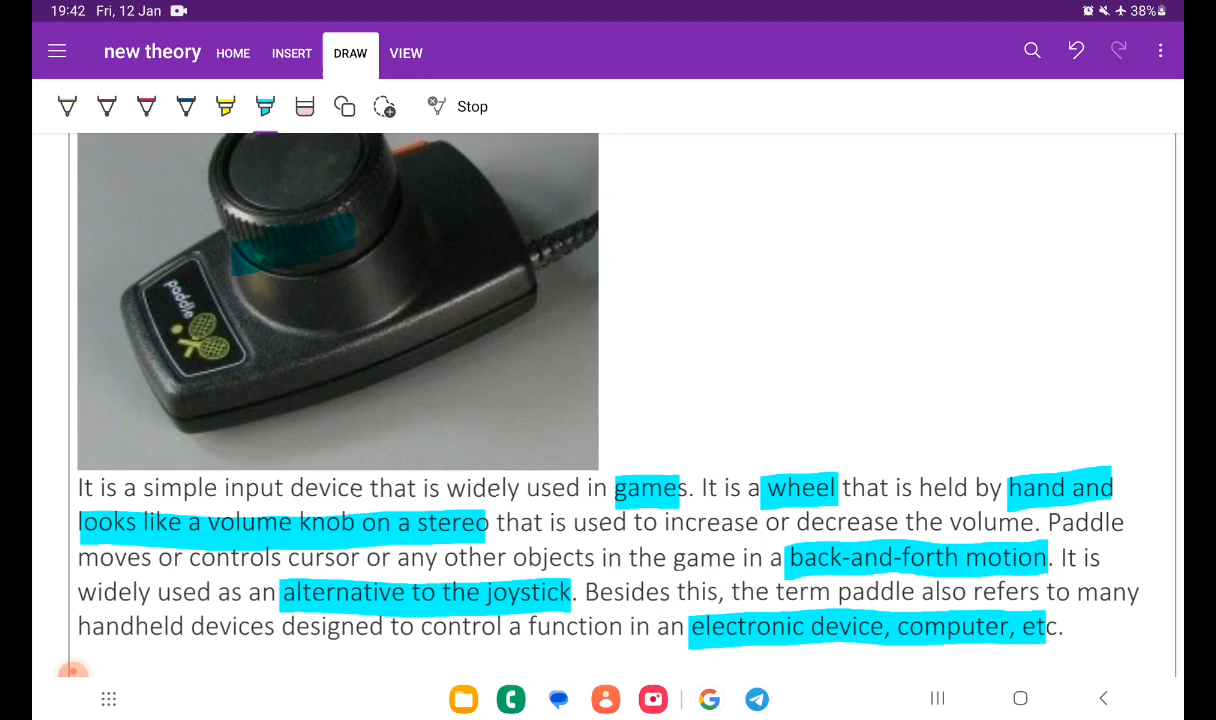 19:42 Fri, 12 Jan 38%
new theory HOME INSERT DRAW VIEW
Stop
paddle
It is a simple input device that is widely used in games. It is a wheel that is held by hand and
looks like a volume knob on a stereo that is used to increase or decrease the volume. Paddle
moves or controls cursor or any other objects in the game in a back-and-forth motion. It is
widely used as an alternative to the joystick. Besides this, the term paddle also refers to many
handheld devices designed to control a function in an electronic device, computer, etc.